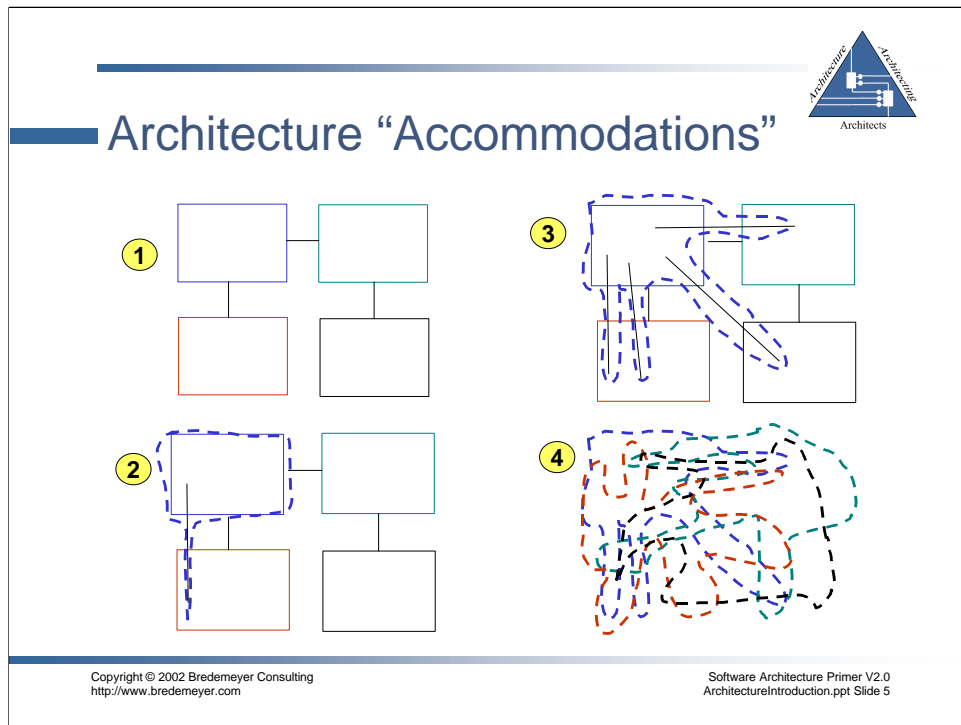 Architecture
Architecting
Architects
Architecture “Accommodations”
1
3
2
4
Copyright © 2002 Bredemeyer Consulting
http://www.bredemeyer.com
Software Architecture Primer V2.0
ArchitectureIntroduction.ppt Slide 5